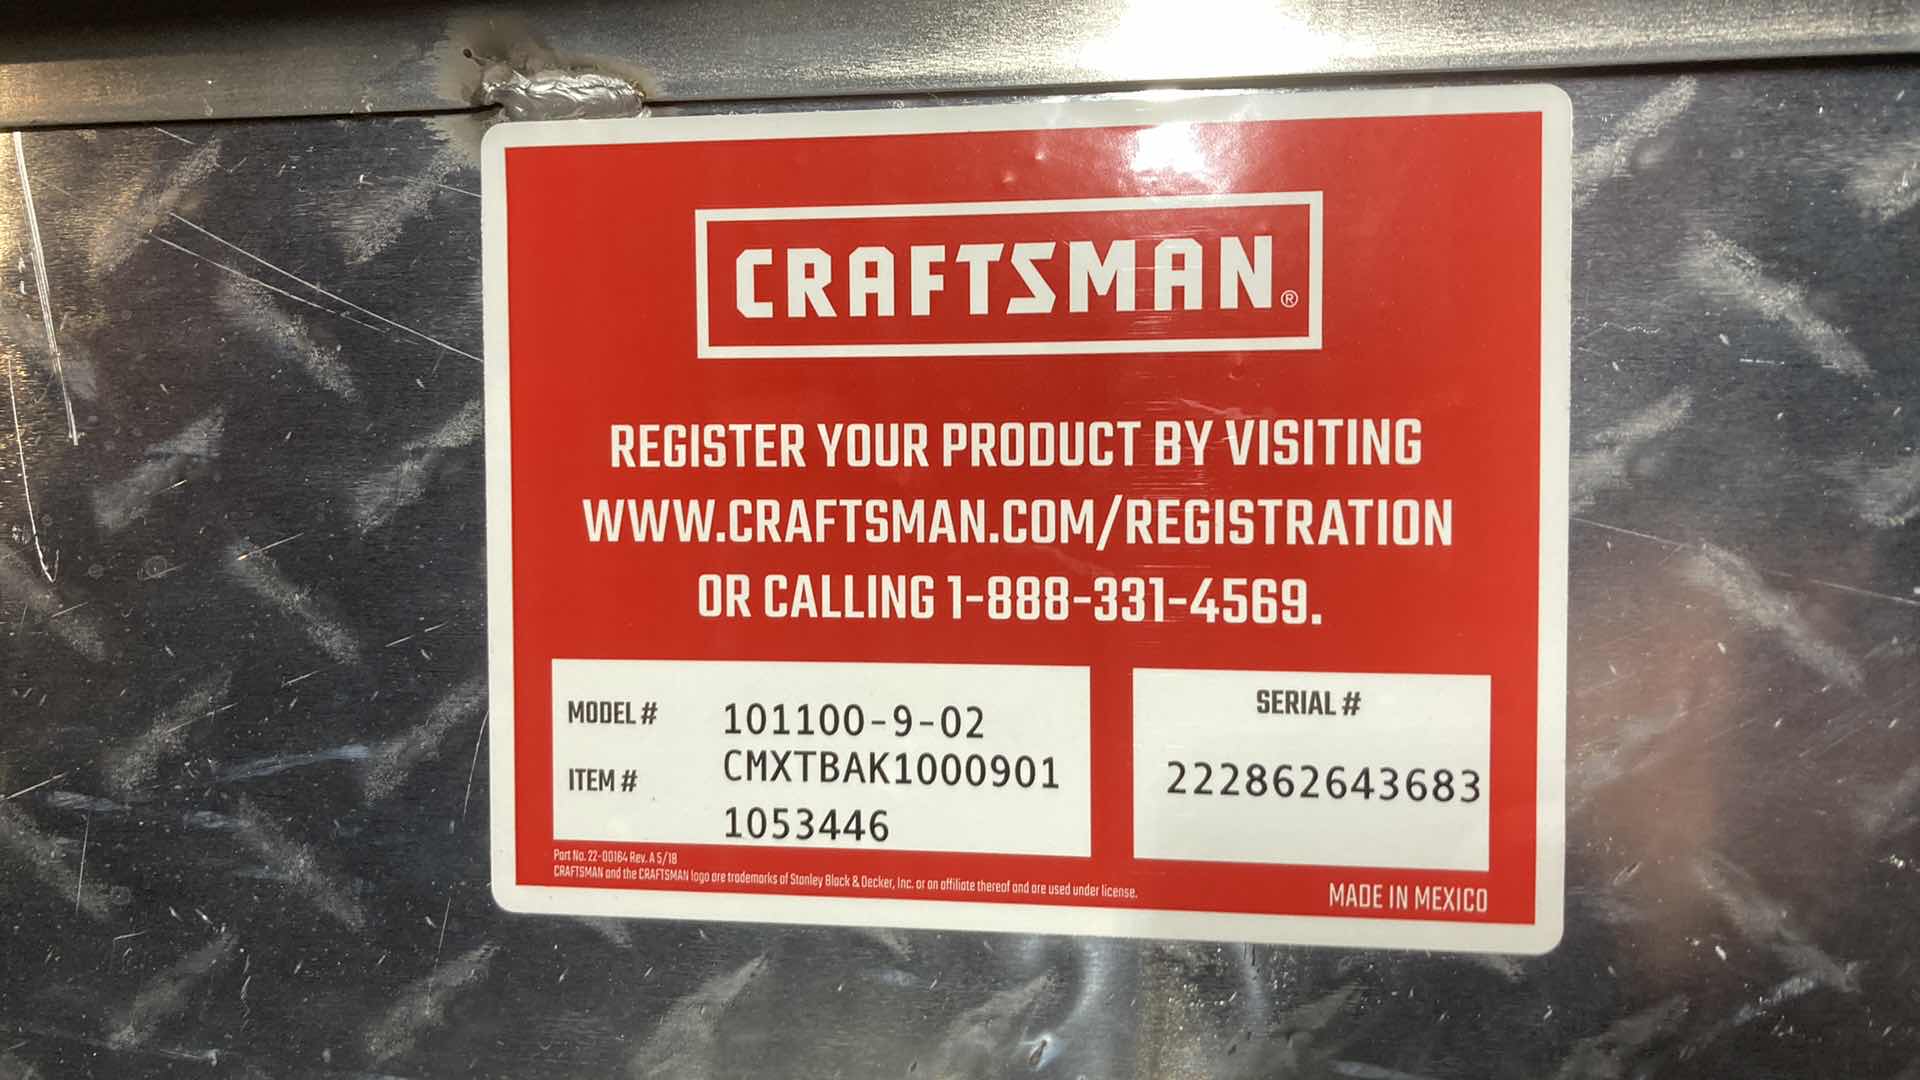 CRAFTSMAN®
REGISTER YOUR PRODUCT BY VISITING
WWW.CRAFTSMAN.COM/REGISTRATION
OR CALLING 1-888-331-4569.
MODEL # 101100-9-02
CMXTBAK1000901
ITEM # 1053446
SERIAL #
222862643683
Part No. 22-00164 Rev. A 5/18
CRAFTSMAN and the CRAFTSMAN logo are trademarks of Stanley Black & Decker, Inc. or an affiliate thereof and are used under license.
MADE IN MEXICO